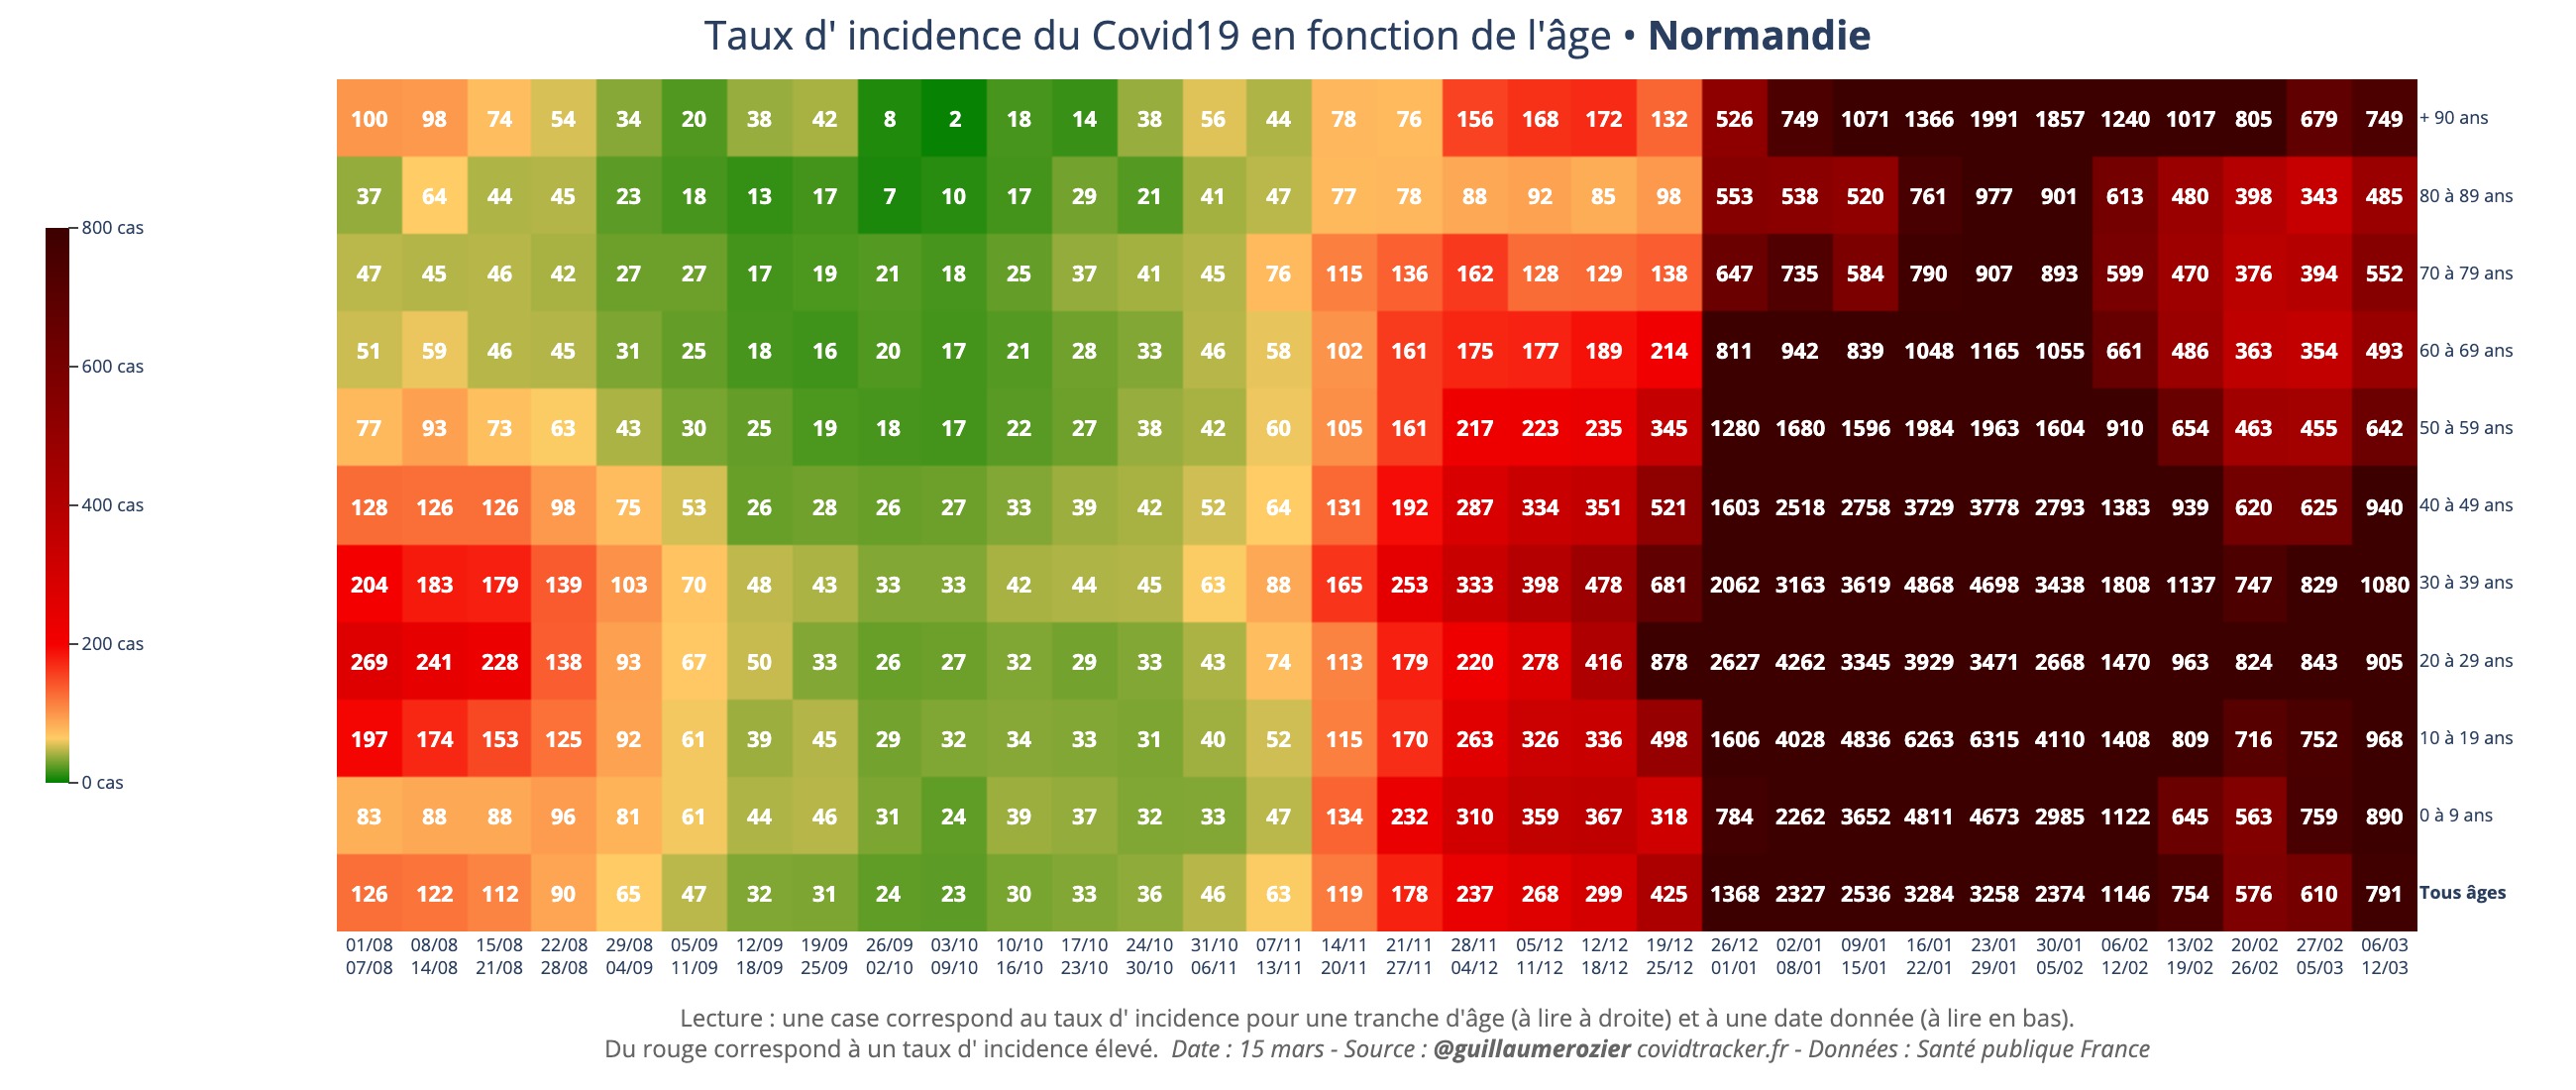 Taux d' incidence du Covid19 en fonction de l'âge • Normandie
800 cas
600 cas
400 cas
200 cas
0 cas
100 98 74 54 34 20 38 42 8 2 18 14 38 56 44 78 76 156 168 172 132 526 749 1071 1366 1991 1857 1240 1017 805 679 749 + 90 ans
37 64 44 45 23 18 13 17 7 10 17 29 21 41 47 77 78 88 92 85 98 553 538 520 761 977 901 613 480 398 343 485 80 à 89 ans
47 45 46 42 27 27 17 19 21 18 25 37 41 45 76 115 136 162 128 129 138 647 735 584 790 907 893 599 470 376 394 552 70 à 79 ans
51 59 46 45 31 25 18 16 20 17 21 28 33 46 58 102 161 175 177 189 214 811 942 839 1048 1165 1055 661 486 363 354 493 60 à 69 ans
77 93 73 63 43 30 25 19 18 17 22 27 38 42 60 105 161 217 223 235 345 1280 1680 1596 1984 1963 1604 910 654 463 455 642 50 à 59 ans
128 126 126 98 75 53 26 28 26 27 33 39 42 52 64 131 192 287 334 351 521 1603 2518 2758 3729 3778 2793 1383 939 620 625 940 40 à 49 ans
204 183 179 139 103 70 48 43 33 33 42 44 45 63 88 165 253 333 398 478 681 2062 3163 3619 4868 4698 3438 1808 1137 747 829 1080 30 à 39 ans
269 241 228 138 93 67 50 33 26 27 32 29 33 43 74 113 179 220 278 416 878 2627 4262 3345 3929 3471 2668 1470 963 824 843 905 20 à 29 ans
197 174 153 125 92 61 39 45 29 32 34 33 31 40 52 115 170 263 326 336 498 1606 4028 4836 6263 6315 4110 1408 809 716 752 968 10 à 19 ans
83 88 88 96 81 61 44 46 31 24 39 37 32 33 47 134 232 310 359 367 318 784 2262 3652 4811 4673 2985 1122 645 563 759 890 0 à 9 ans
126 122 112 90 65 47 32 31 24 23 30 33 36 46 63 119 178 237 268 299 425 1368 2327 2536 3284 3258 2374 1146 754 576 610 791 Tous âges
01/08 08/08 15/08 22/08 29/08 05/09 12/09 19/09 26/09 03/10 10/10 17/10 24/10 31/10 07/11 14/11 21/11 28/11 05/12 12/12 19/12 26/12 02/01 09/01 16/01 23/01 30/01 06/02 13/02 20/02 27/02 06/03
07/08 14/08 21/08 28/08 04/09 11/09 18/09 25/09 02/10 09/10 16/10 23/10 30/10 06/11 13/11 20/11 27/11 04/12 11/12 18/12 25/12 01/01 08/01 15/01 22/01 29/01 05/02 12/02 19/02 26/02 05/03 12/03
Lecture : une case correspond au taux d' incidence pour une tranche d'âge (à lire à droite) et à une date donnée (à lire en bas).
Du rouge correspond à un taux d' incidence élevé. Date : 15 mars - Source : @guillaumerozier covidtracker.fr - Données : Santé publique France